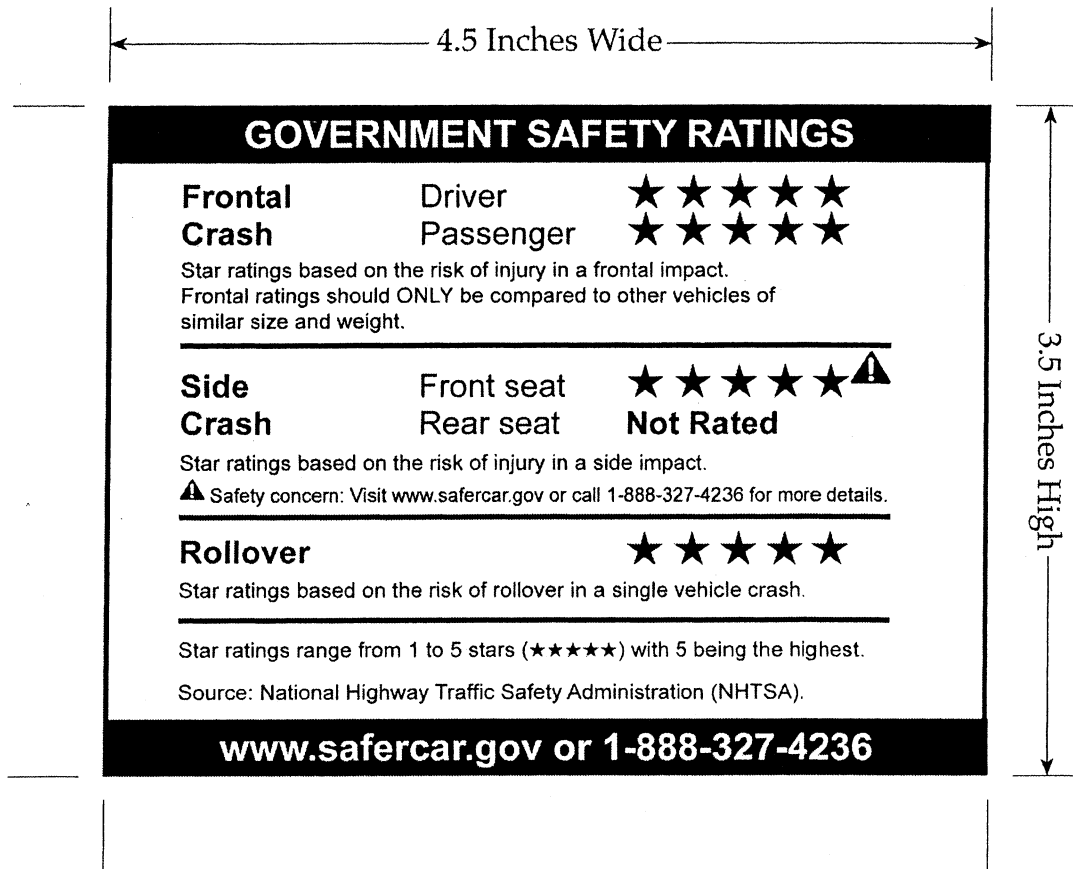 4.5 Inches Wide
GOVERNMENT SAFETY RATINGS
Frontal Driver ★★★★★
Crash Passenger ★★★★★
Star ratings based on the risk of injury in a frontal impact.
Frontal ratings should ONLY be compared to other vehicles of
similar size and weight.
Side Front seat ★★★★★⚠
Crash Rear seat Not Rated
Star ratings based on the risk of injury in a side impact.
⚠ Safety concern: Visit www.safercar.gov or call 1-888-327-4236 for more details.
Rollover ★★★★★
Star ratings based on the risk of rollover in a single vehicle crash.
Star ratings range from 1 to 5 stars (★★★★★) with 5 being the highest.
Source: National Highway Traffic Safety Administration (NHTSA).
www.safercar.gov or 1-888-327-4236
3.5 Inches High